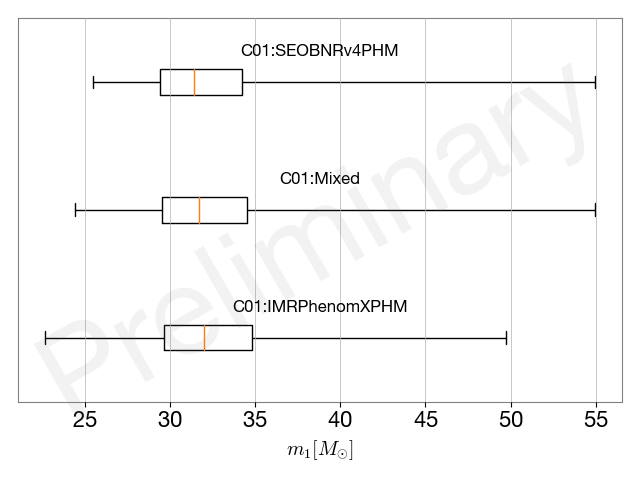 C01:SEOBNRv4PHM
C01:Mixed
C01:IMRPhenomXPHM
Preliminary
25 30 35 40 45 50 55
m₁[M☉]